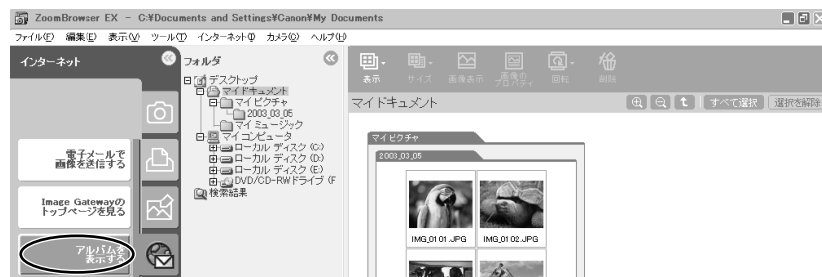 ZoomBrowser EX - C:¥Documents and Settings¥Canon¥My Documents
ファイル(F) 編集(E) 表示(V) ツール(T) インターネット(I) カメラ(C) ヘルプ(H)
インターネット
電子メールで
画像を送信する
Image Gatewayの
トップページを見る
アルバムを
表示する
フォルダ
デスクトップ
マイドキュメント
マイピクチャ
2003_03_05
マイミュージック
マイコンピュータ
ローカル ディスク (C)
ローカル ディスク (D)
ローカル ディスク (E)
DVD/CD-RWドライブ (F
検索結果
表示
サイズ
画像表示
画像の
プロパティ
回転
削除
マイドキュメント
すべて選択
選択を解除
マイピクチャ
2003_03_05
IMG_0101.JPG
IMG_0102.JPG